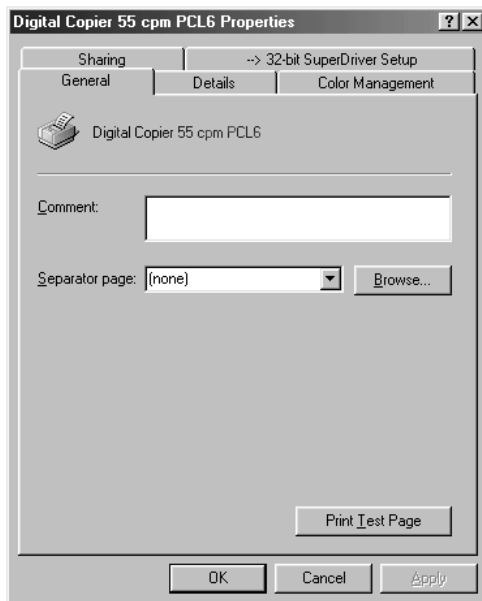 Digital Copier 55 cpm PCL6 Properties
Sharing --> 32-bit SuperDriver Setup
General Details Color Management
Digital Copier 55 cpm PCL6
Comment:
Separator page: (none) Browse...
Print Test Page
OK Cancel Apply